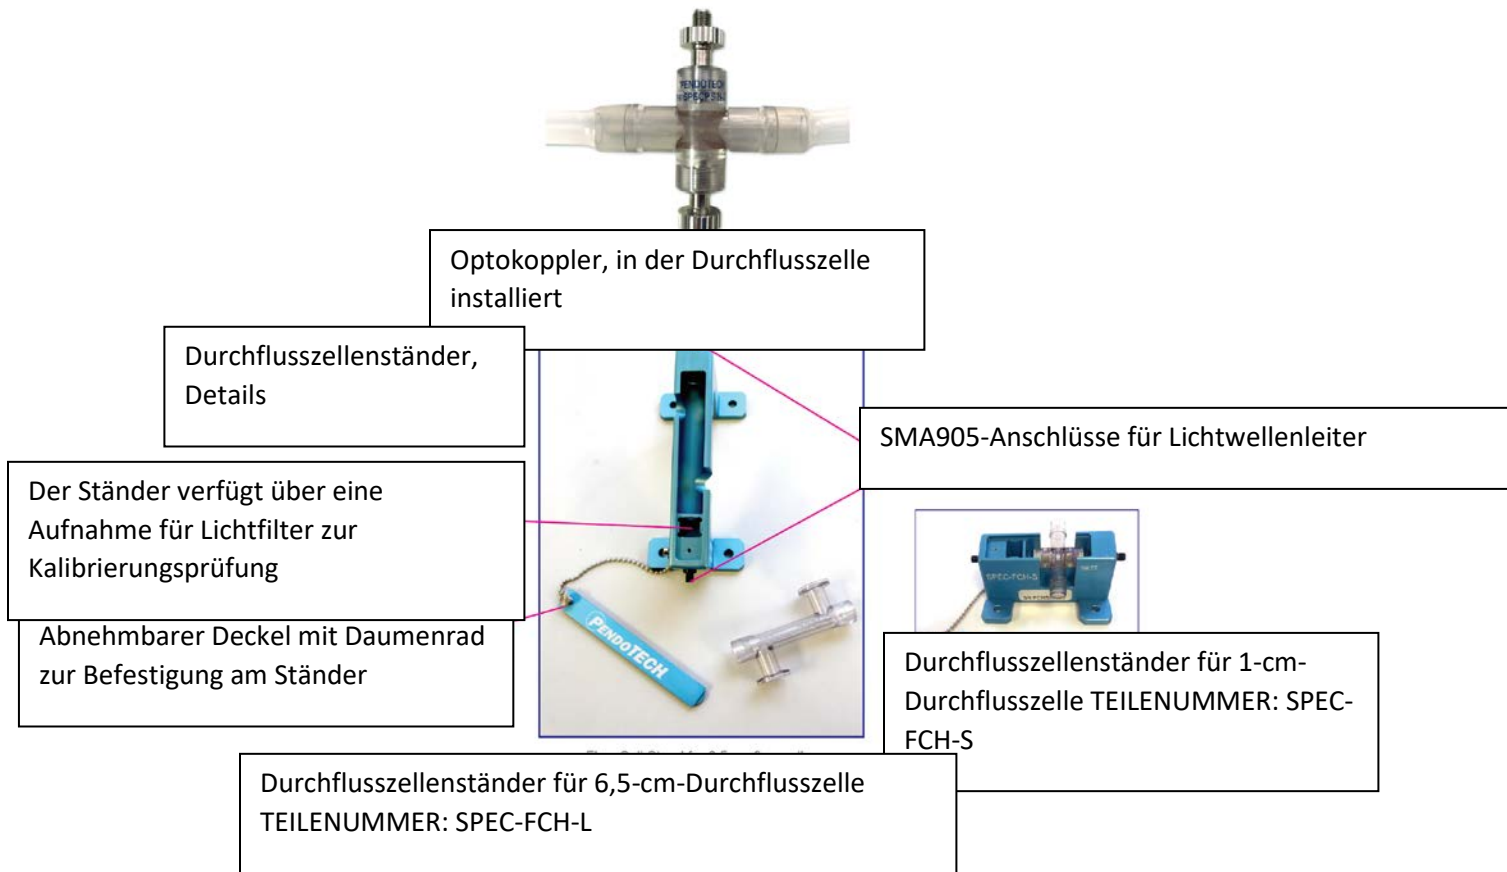 PENDOTECH
Optokoppler, in der Durchflusszelle
installiert
Durchflusszellenständer,
Details
SMA905-Anschlüsse für Lichtwellenleiter
Der Ständer verfügt über eine
Aufnahme für Lichtfilter zur
Kalibrierungsprüfung
Abnehmbarer Deckel mit Daumenrad
zur Befestigung am Ständer
PENDOTECH
SPEC-FCH-S
Durchflusszellenständer für 1-cm-
Durchflusszelle TEILENUMMER: SPEC-
FCH-S
Durchflusszellenständer für 6,5-cm-Durchflusszelle
TEILENUMMER: SPEC-FCH-L